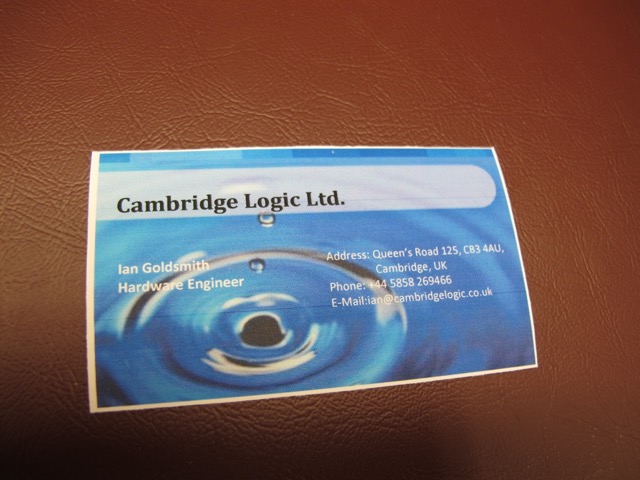 Cambridge Logic Ltd.
Ian Goldsmith
Hardware Engineer
Address: Queen's Road 125, CB3 4AU,
Cambridge, UK
Phone: +44 5858 269466
E-Mail:ian@cambridgelogic.co.uk